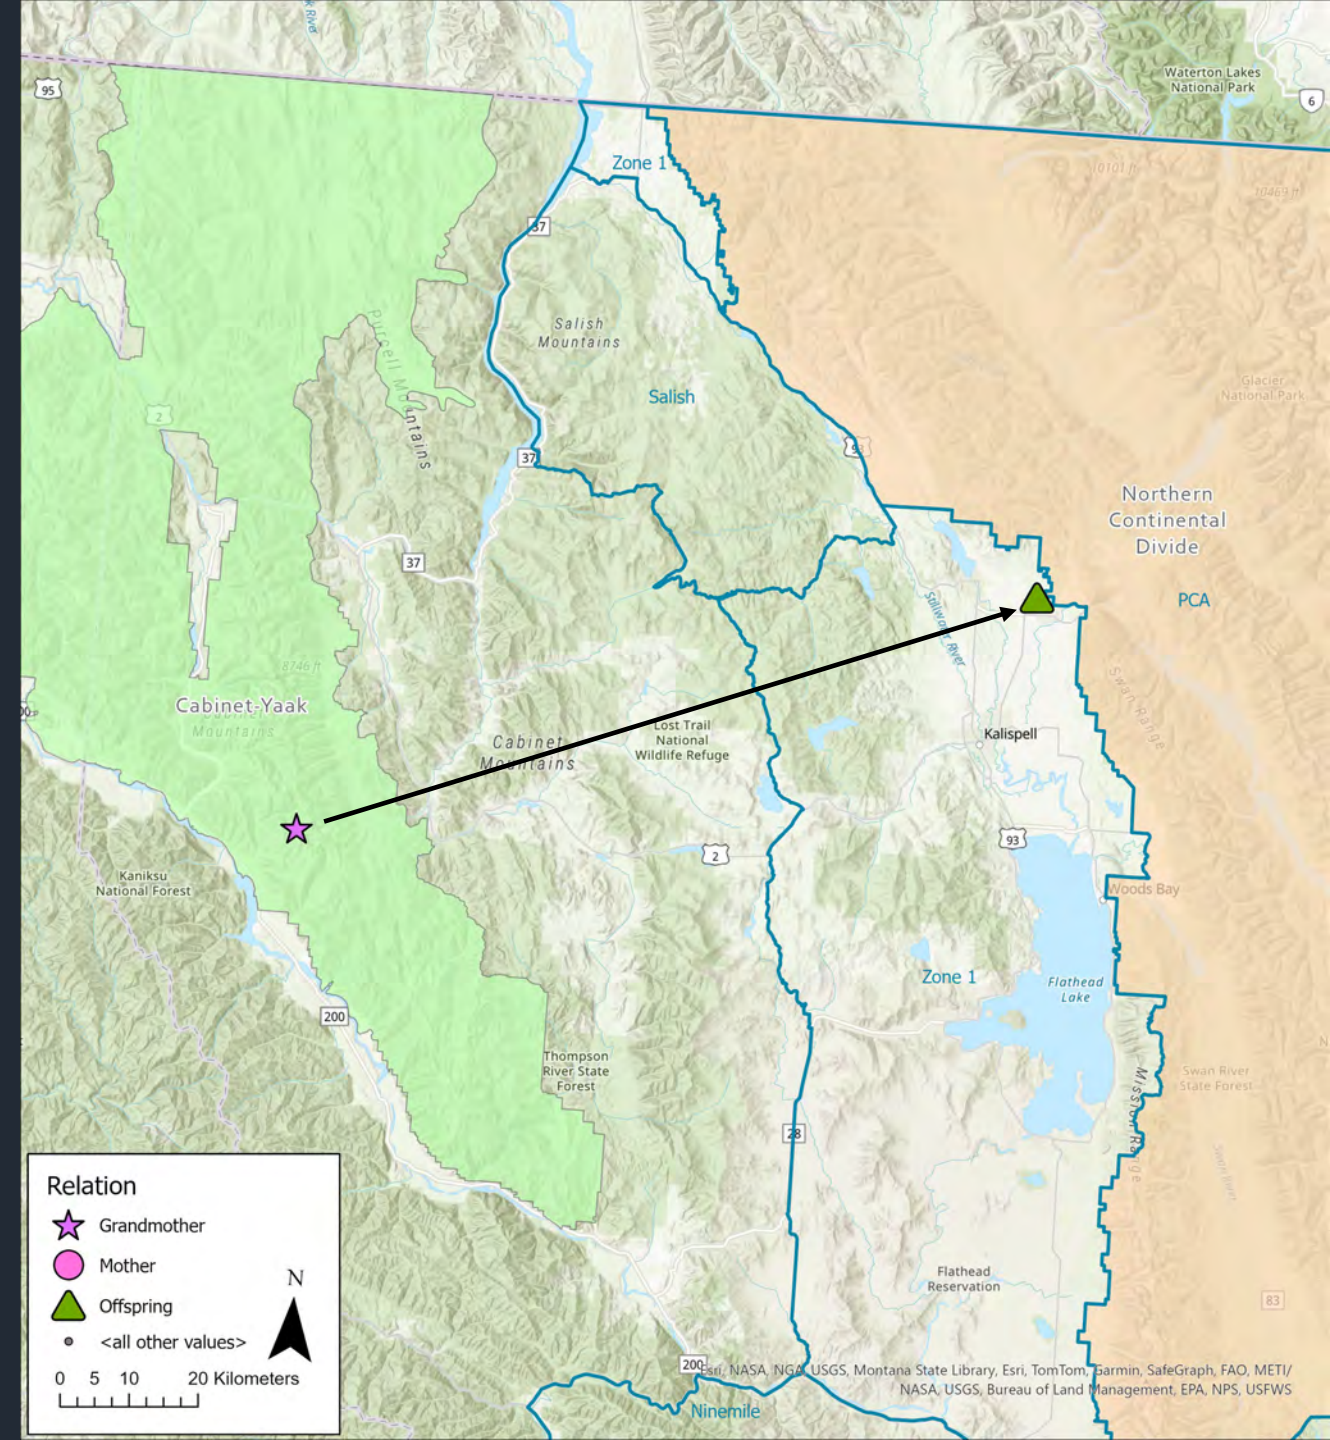 95
Waterton Lakes
National Park
6
Zone 1
37
Salish
Mountains
Salish
Purcell Mountains
2
37
Glacier
National Park
37
Northern
Continental
Divide
PCA
Stillwater River
8746 ft
Cabinet-Yaak
Cabinet
Mountains
Swan Range
Lost Trail
National
Wildlife Refuge
Cabinet
Mountains
Kalispell
93
2
Kaniksu
National Forest
Woods Bay
Zone 1
Flathead
Lake
200
Thompson
River State
Forest
Swan River
State Forest
Mission Range
28
Swan River
Flathead
Reservation
83
200
Ninemile
Relation
Grandmother
Mother
Offspring
<all other values>
N
0 5 10 20 Kilometers
Esri, NASA, NGA, USGS, Montana State Library, Esri, TomTom, Garmin, SafeGraph, FAO, METI/
NASA, USGS, Bureau of Land Management, EPA, NPS, USFWS